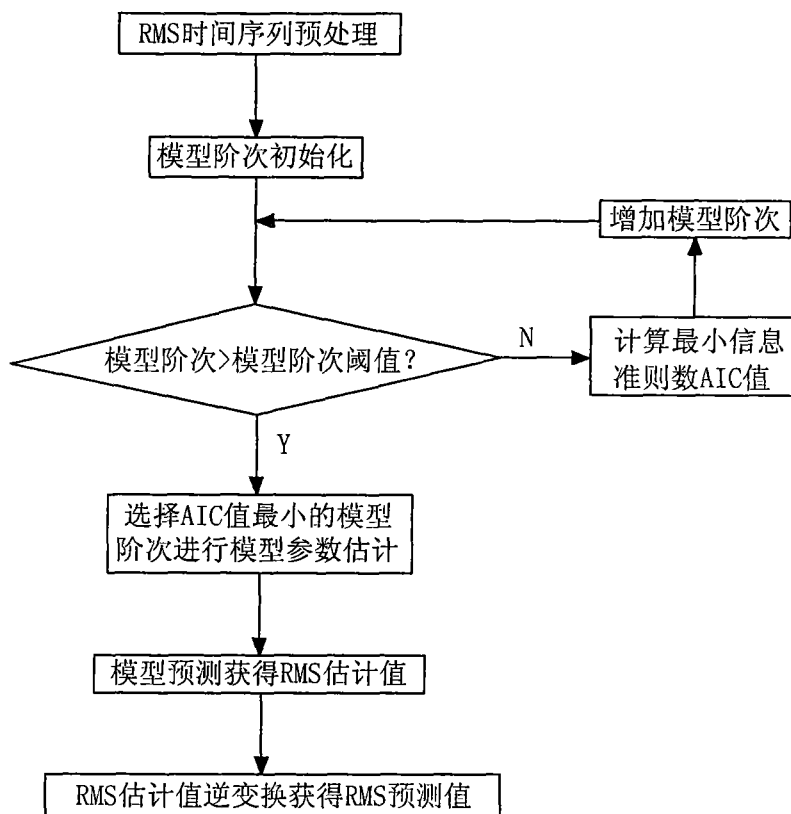 RMS时间序列预处理
模型阶次初始化
增加模型阶次
模型阶次>模型阶次阈值?
N
计算最小信息
准则数AIC值
Y
选择AIC值最小的模型
阶次进行模型参数估计
模型预测获得RMS估计值
RMS估计值逆变换获得RMS预测值